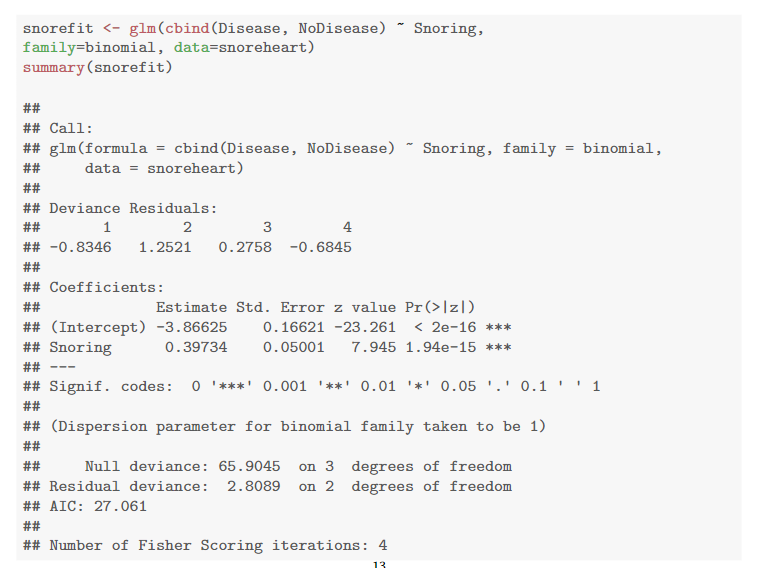 snorefit <- glm(cbind(Disease, NoDisease) ~ Snoring,
family=binomial, data=snoreheart)
summary(snorefit)
##
## Call:
## glm(formula = cbind(Disease, NoDisease) ~ Snoring, family = binomial,
##     data = snoreheart)
##
## Deviance Residuals:
##       1        2        3        4
## -0.8346   1.2521   0.2758  -0.6845
##
## Coefficients:
##             Estimate Std. Error z value Pr(>|z|)
## (Intercept) -3.86625    0.16621 -23.261  < 2e-16 ***
## Snoring      0.39734    0.05001   7.945 1.94e-15 ***
## ---
## Signif. codes:  0 '***' 0.001 '**' 0.01 '*' 0.05 '.' 0.1 ' ' 1
##
## (Dispersion parameter for binomial family taken to be 1)
##
##     Null deviance: 65.9045  on 3  degrees of freedom
## Residual deviance:  2.8089  on 2  degrees of freedom
## AIC: 27.061
##
## Number of Fisher Scoring iterations: 4
13